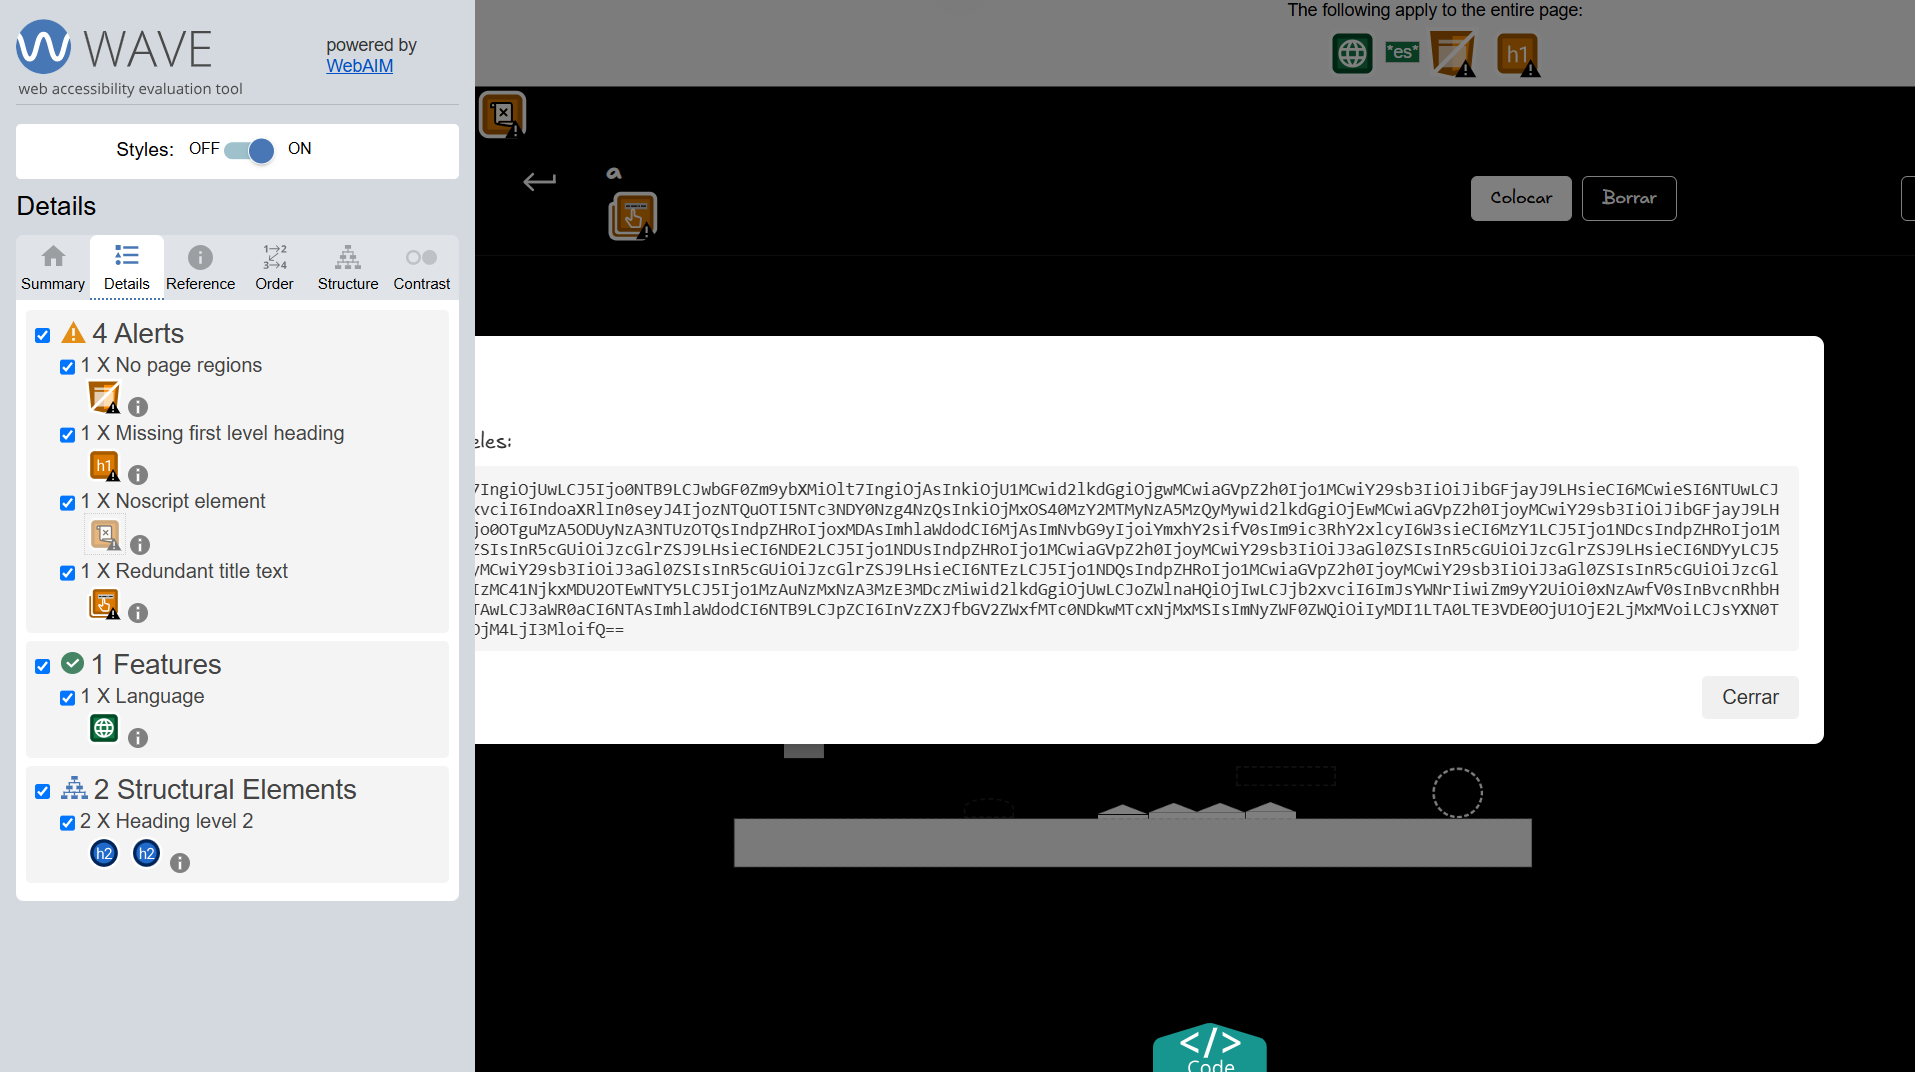 WAVE
powered by
WebAIM
web accessibility evaluation tool
Styles: OFF ON
Details
Summary Details Reference Order Structure Contrast
4 Alerts
1 X No page regions
1 X Missing first level heading
h1
1 X Noscript element
1 X Redundant title text
1 Features
1 X Language
2 Structural Elements
2 X Heading level 2
h2 h2
The following apply to the entire page:
*es* h1
a
Colocar Borrar
eles:
7IngiOjUwLCJ5Ijo0NTB9LCJwbGF0Zm9ybXMiOlt7IngiOjAsInkiOjU1MCwid2lkdGgiOjgwMCwiaGVpZ2h0Ijo1MCwiY29sb3IiOiJibGFjayJ9LHsieCI6MCwieSI6NTUwLCJ
xvciI6IndoaXRlIn0seyJ4IjozNTQuOTI5NTc3NDY0Nzg4NzQsInkiOjMxOS40MzY2MTMyNzA5MzQyMywid2lkdGgiOjEwMCwiaGVpZ2h0IjoyMCwiY29sb3IiOiJibGFjayJ9LH
jo0OTguMzA5ODUyNzA3NTUzOTQsIndpZHRoIjoxMDAsImhlaWdodCI6MjAsImNvbG9yIjoiYmxhY2sifV0sIm9ic3RhY2xlcyI6W3sieCI6MzY1LCJ5Ijo1NDcsIndpZHRoIjo1M
ZSIsInR5cGUiOiJzcGlrZSJ9LHsieCI6NDE2LCJ5Ijo1NDUsIndpZHRoIjo1MCwiaGVpZ2h0IjoyMCwiY29sb3IiOiJ3aGl0ZSIsInR5cGUiOiJzcGlrZSJ9LHsieCI6NDYyLCJ5
yMCwiY29sb3IiOiJ3aGl0ZSIsInR5cGUiOiJzcGlrZSJ9LHsieCI6NTEzLCJ5Ijo1NDQsIndpZHRoIjo1MCwiaGVpZ2h0IjoyMCwiY29sb3IiOiJ3aGl0ZSIsInR5cGUiOiJzcGl
IzMC41NjkxMDU2OTEwNTY5LCJ5Ijo1MzAuNzMxNzA3MzE3MDczMiwid2lkdGgiOjUwLCJoZWlnaHQiOjIwLCJjb2xvciI6ImJsYWNrIiwiZm9yY2UiOi0xNzAwfV0sInBvcnRhbH
TAwLCJ3aWR0aCI6NTAsImhlaWdodCI6NTB9LCJpZCI6InVzZXJfbGV2ZWxfMTc0NDkwMTcxNjMxMSIsImNyZWF0ZWQiOiIyMDI1LTA0LTE3VDE0OjU1OjE2LjMxMVoiLCJsYXN0T
DjM4LjI3MloifQ==
Cerrar
</>
Code